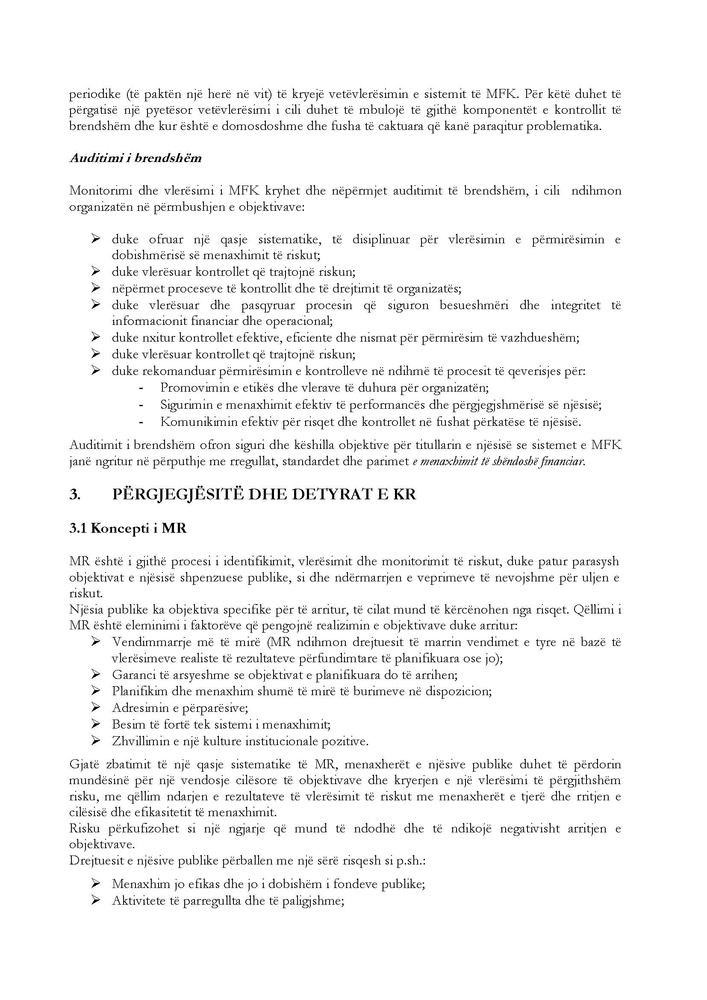 periodike (të paktën një herë në vit) të kryejë vetëvlerësimin e sistemit të MFK. Për këtë duhet të
përgatisë një pyetësor vetëvlerësimi i cili duhet të mbulojë të gjithë komponentët e kontrollit të
brendshëm dhe kur është e domosdoshme dhe fusha të caktuara që kanë paraqitur problematika.
Auditimi i brendshëm
Monitorimi dhe vlerësimi i MFK kryhet dhe nëpërmjet auditimit të brendshëm, i cili ndihmon
organizatën në përmbushjen e objektivave:
➢ duke ofruar një qasje sistematike, të disiplinuar për vlerësimin e përmirësimin e
dobishmërisë së menaxhimit të riskut;
➢ duke vlerësuar kontrollet që trajtojnë riskun;
➢ nëpërmet proceseve të kontrollit dhe të drejtimit të organizatës;
➢ duke vlerësuar dhe pasqyruar procesin që siguron besueshmëri dhe integritet të
informacionit financiar dhe operacional;
➢ duke nxitur kontrollet efektive, eficiente dhe nismat për përmirësim të vazhdueshëm;
➢ duke vlerësuar kontrollet që trajtojnë riskun;
➢ duke rekomanduar përmirësimin e kontrolleve në ndihmë të procesit të qeverisjes për:
- Promovimin e etikës dhe vlerave të duhura për organizatën;
- Sigurimin e menaxhimit efektiv të performancës dhe përgjegjshmërisë së njësisë;
- Komunikimin efektiv për risqet dhe kontrollet në fushat përkatëse të njësisë.
Auditimit i brendshëm ofron siguri dhe këshilla objektive për titullarin e njësisë se sistemet e MFK
janë ngritur në përputhje me rregullat, standardet dhe parimet e menaxhimit të shëndoshë financiar.
3. PËRGJEGJËSITË DHE DETYRAT E KR
3.1 Koncepti i MR
MR është i gjithë procesi i identifikimit, vlerësimit dhe monitorimit të riskut, duke patur parasysh
objektivat e njësisë shpenzuese publike, si dhe ndërmarrjen e veprimeve të nevojshme për uljen e
riskut.
Njësia publike ka objektiva specifike për të arritur, të cilat mund të kërcënohen nga risqet. Qëllimi i
MR është eleminimi i faktorëve që pengojnë realizimin e objektivave duke arritur:
➢ Vendimmarrje më të mirë (MR ndihmon drejtuesit të marrin vendimet e tyre në bazë të
vlerësimeve realiste të rezultateve përfundimtare të planifikuara ose jo);
➢ Garanci të arsyeshme se objektivat e planifikuara do të arrihen;
➢ Planifikim dhe menaxhim shumë të mirë të burimeve në dispozicion;
➢ Adresimin e përparësive;
➢ Besim të fortë tek sistemi i menaxhimit;
➢ Zhvillimin e një kulture institucionale pozitive.
Gjatë zbatimit të një qasje sistematike të MR, menaxherët e njësive publike duhet të përdorin
mundësinë për një vendosje cilësore të objektivave dhe kryerjen e një vlerësimi të përgjithshëm
risku, me qëllim ndarjen e rezultateve të vlerësimit të riskut me menaxherët e tjerë dhe rritjen e
cilësisë dhe efikasitetit të menaxhimit.
Risku përkufizohet si një ngjarje që mund të ndodhë dhe të ndikojë negativisht arritjen e
objektivave.
Drejtuesit e njësive publike përballen me një sërë risqesh si p.sh.:
➢ Menaxhim jo efikas dhe jo i dobishëm i fondeve publike;
➢ Aktivitete të parregullta dhe të paligjshme;